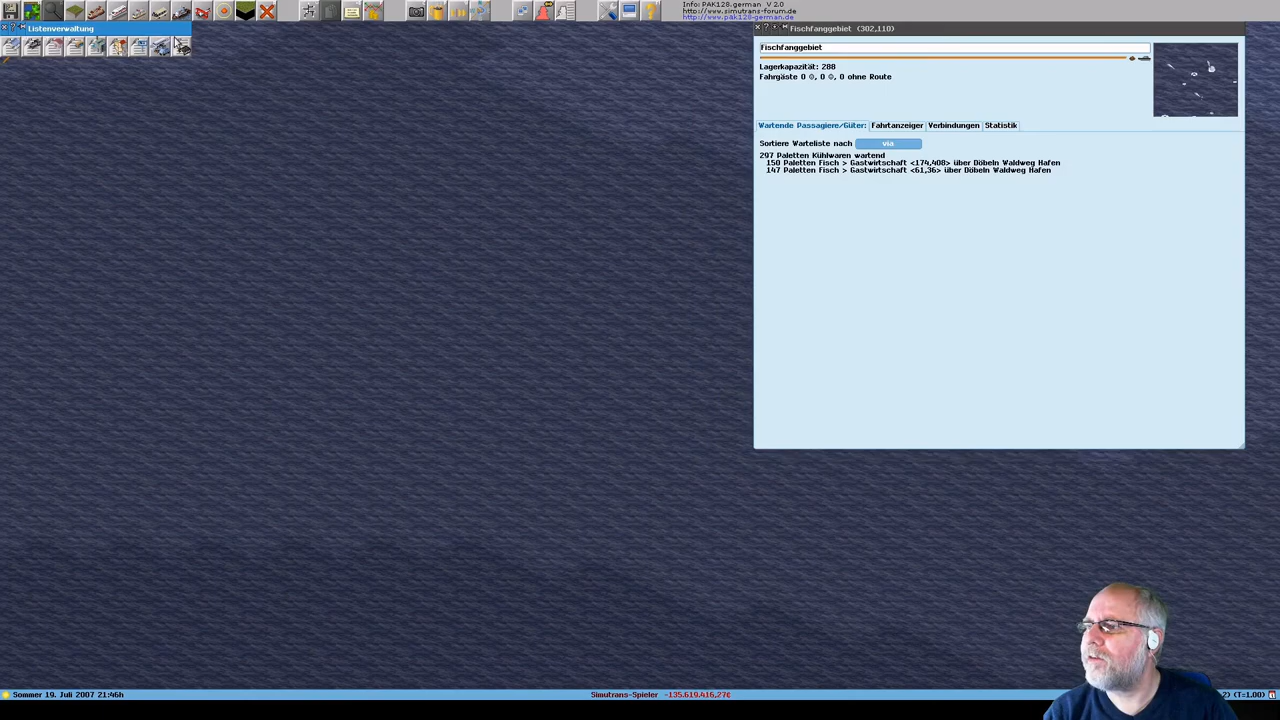 Info: PAK128.german  V 2.0
http://www.simutrans-forum.de
http://www.pak128-german.de
Listenverwaltung
Fischfanggebiet  (302,110)
Fischfanggebiet
Lagerkapazität: 288
Fahrgäste 0 ☺, 0 ☹, 0 ohne Route
Wartende Passagiere/Güter: Fahrtanzeiger Verbindungen Statistik
Sortiere Warteliste nach via
297 Paletten Kühlwaren wartend
150 Paletten Fisch > Gastwirtschaft <174,408> über Döbeln Waldweg Hafen
147 Paletten Fisch > Gastwirtschaft <61,36> über Döbeln Waldweg Hafen
Sommer 19. Juli 2007 21:46h
Simutrans-Spieler -135.619.416,27¢
2) (T=1.00)